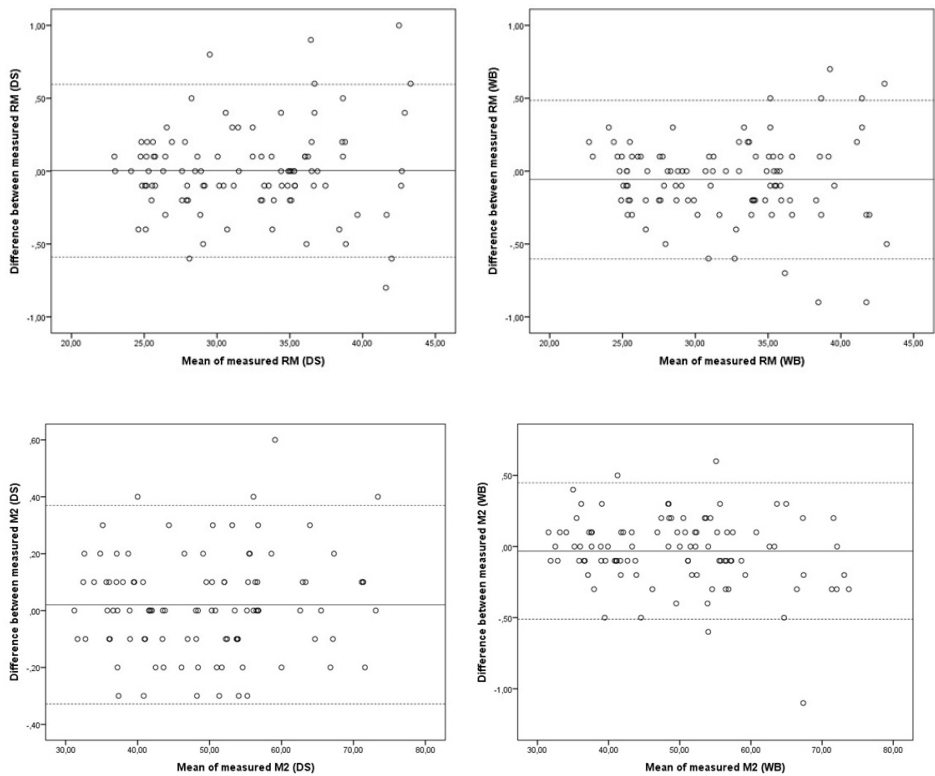 Difference between measured RM (DS)
1,00
,50
,00
-,50
-1,00
20,00 25,00 30,00 35,00 40,00 45,00
Mean of measured RM (DS)
Difference between measured RM (WB)
1,00
,50
,00
-,50
-1,00
20,00 25,00 30,00 35,00 40,00 45,00
Mean of measured RM (WB)
Difference between measured M2 (DS)
,60
,40
,20
,00
-,20
-,40
30,00 40,00 50,00 60,00 70,00 80,00
Mean of measured M2 (DS)
Difference between measured M2 (WB)
,50
,00
-,50
-1,00
30,00 40,00 50,00 60,00 70,00 80,00
Mean of measured M2 (WB)